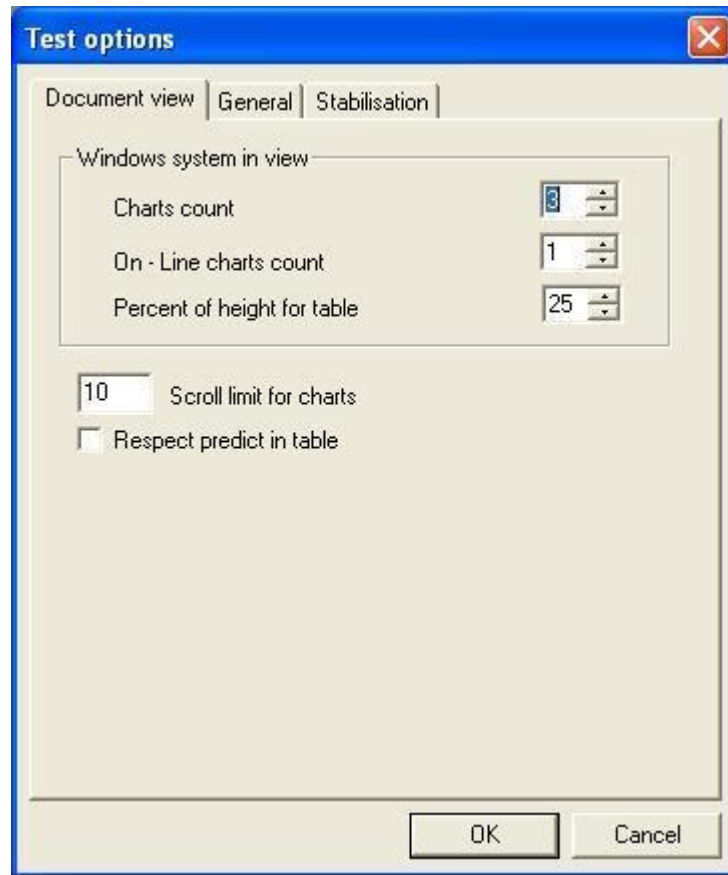 Test options
Document view General Stabilisation
Windows system in view
Charts count 3
On - Line charts count 1
Percent of height for table 25
10 Scroll limit for charts
Respect predict in table
OK Cancel